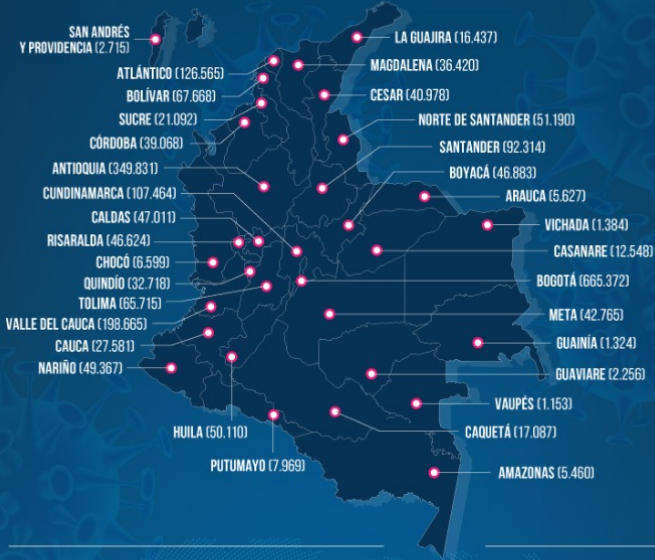 SAN ANDRÉS
Y PROVIDENCIA (2.715)
ATLÁNTICO (126.565)
BOLÍVAR (67.668)
SUCRE (21.092)
CÓRDOBA (39.068)
ANTIOQUIA (349.831)
CUNDINAMARCA (107.464)
CALDAS (47.011)
RISARALDA (46.624)
CHOCÓ (6.599)
QUINDÍO (32.718)
TOLIMA (65.715)
VALLE DEL CAUCA (198.665)
CAUCA (27.581)
NARIÑO (49.367)
HUILA (50.110)
PUTUMAYO (7.969)
LA GUAJIRA (16.437)
MAGDALENA (36.420)
CESAR (40.978)
NORTE DE SANTANDER (51.190)
SANTANDER (92.314)
BOYACÁ (46.883)
ARAUCA (5.627)
VICHADA (1.384)
CASANARE (12.548)
BOGOTÁ (665.372)
META (42.765)
GUAINÍA (1.324)
GUAVIARE (2.256)
VAUPÉS (1.153)
CAQUETÁ (17.087)
AMAZONAS (5.460)